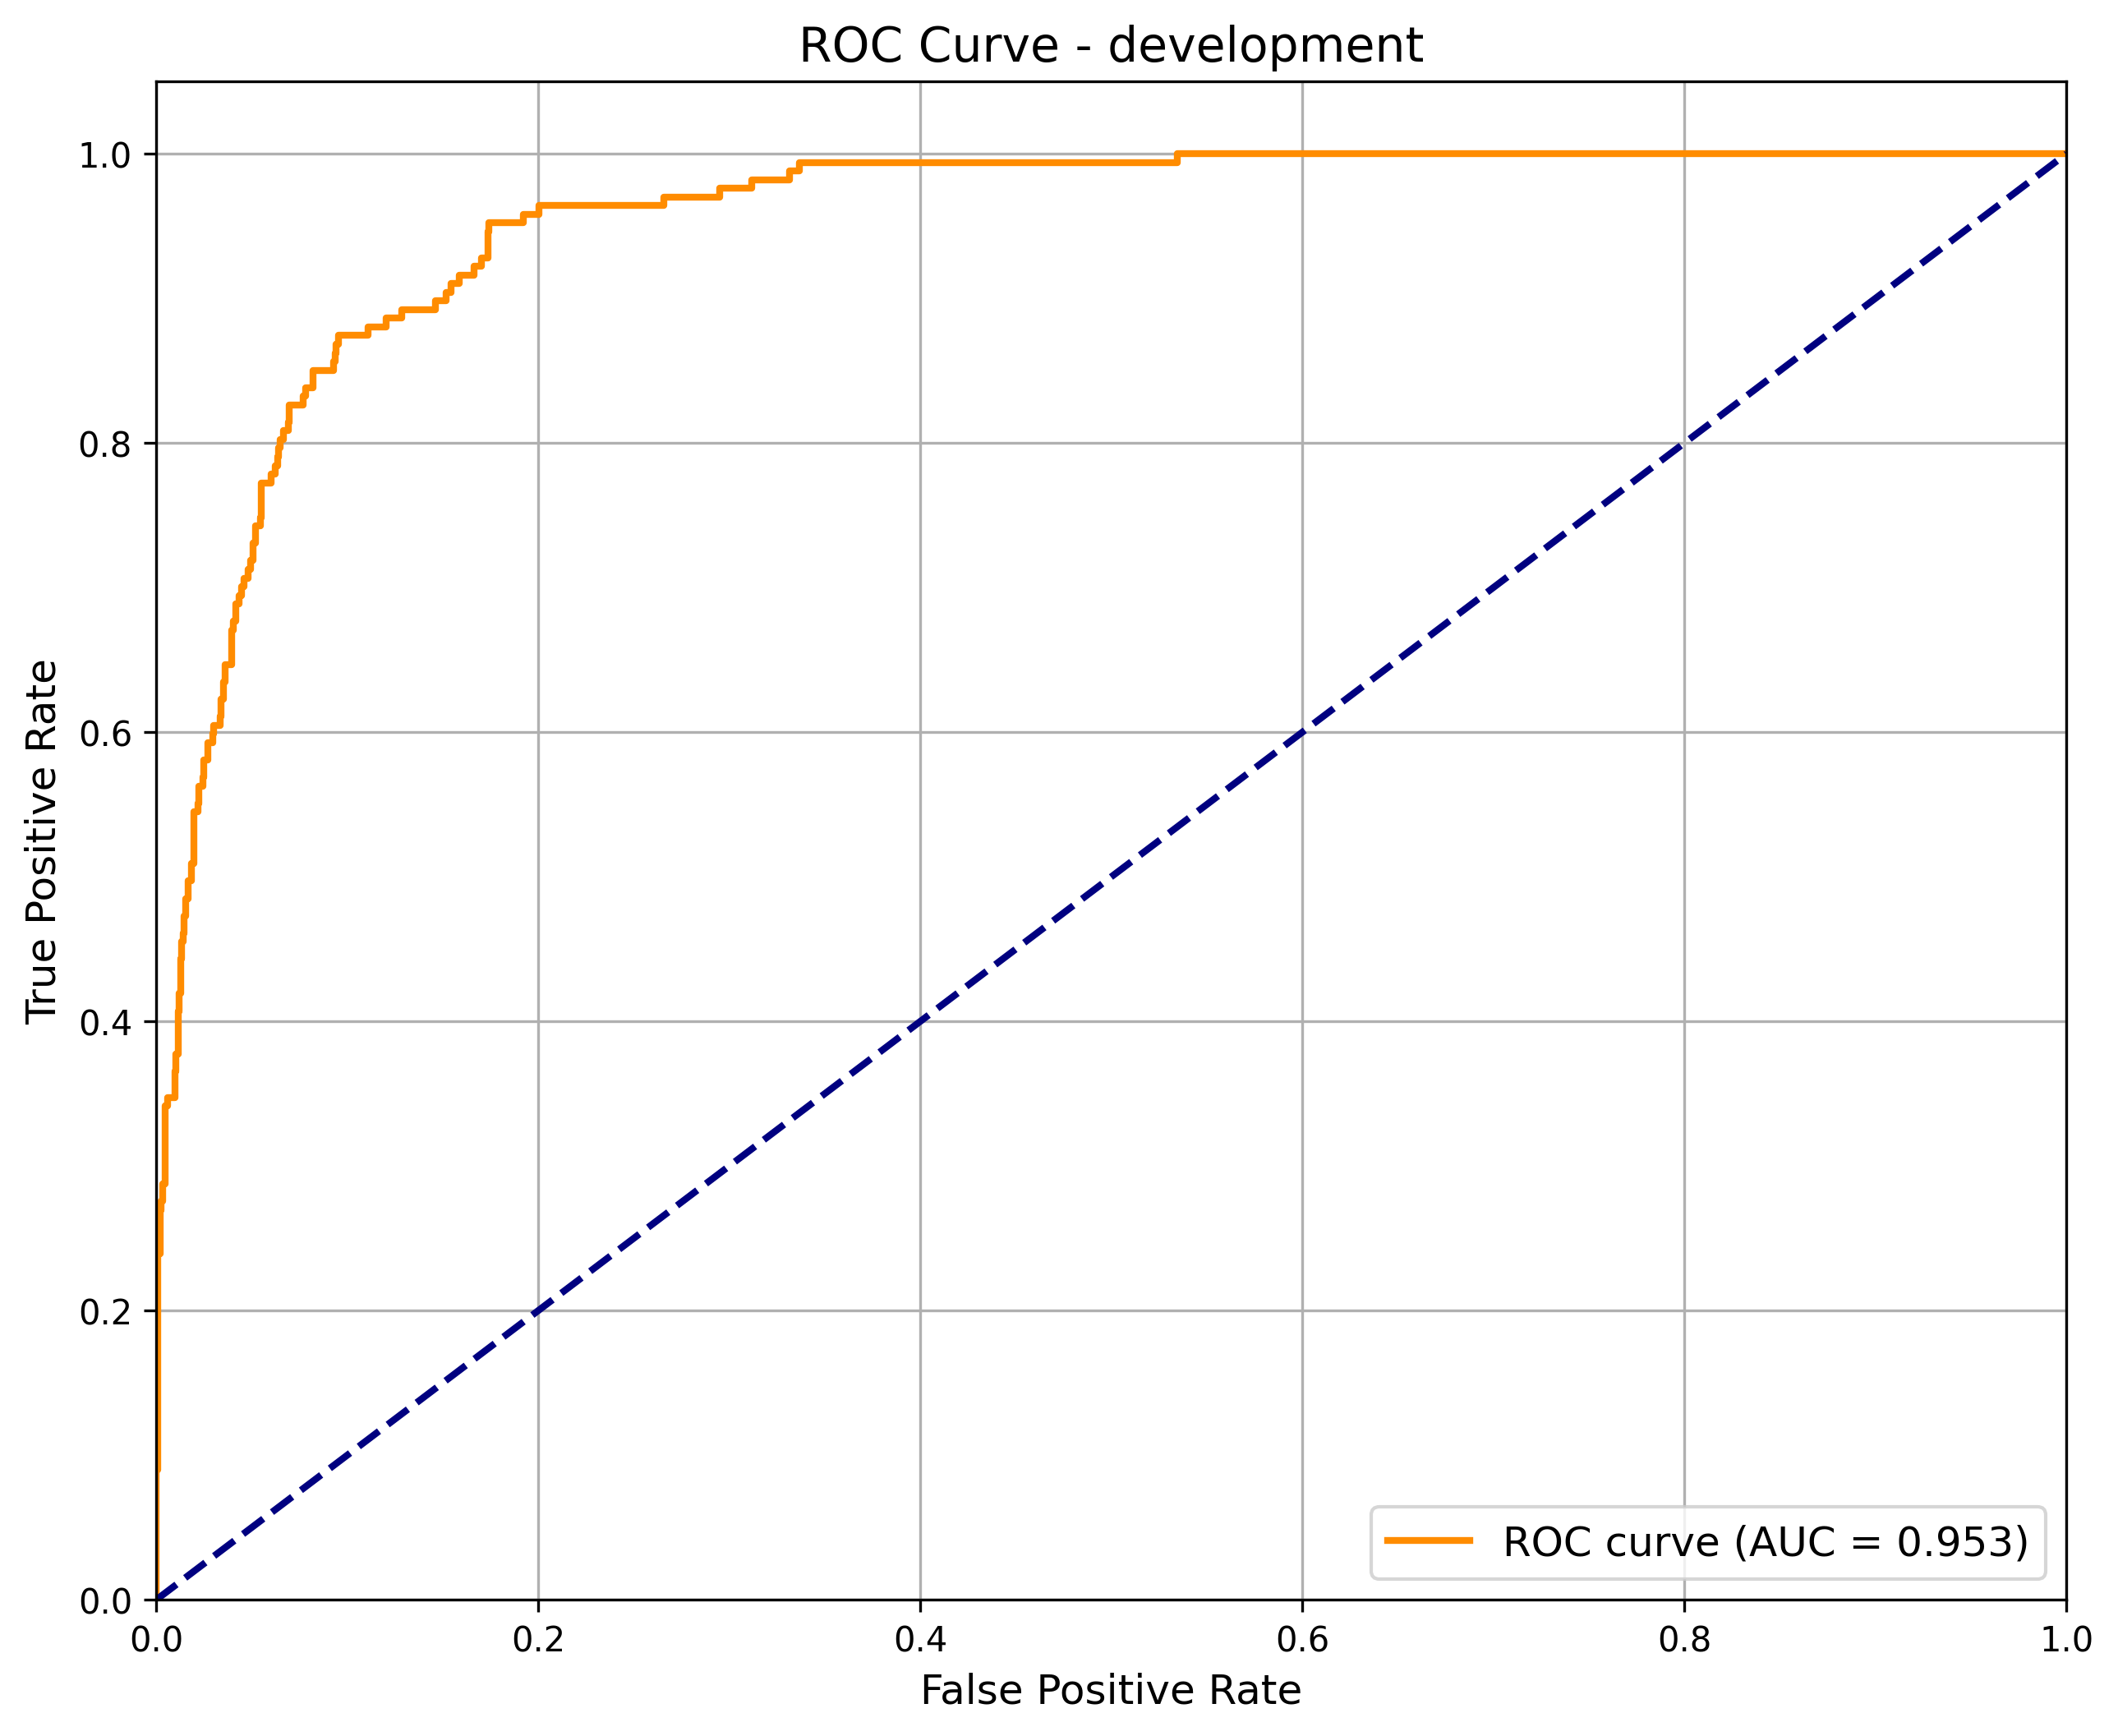 ROC Curve - development
True Positive Rate
1.0
0.8
0.6
0.4
0.2
0.0
0.0 0.2 0.4 0.6 0.8 1.0
False Positive Rate
ROC curve (AUC = 0.953)